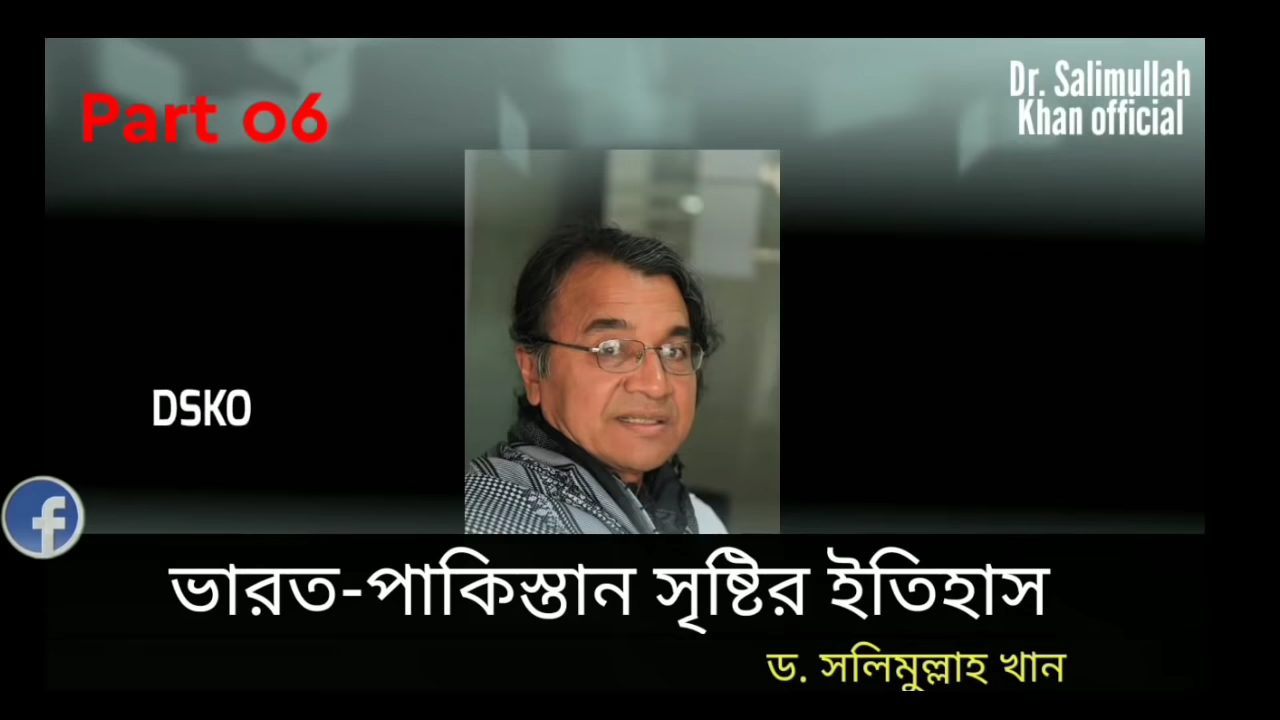 Part 06
Dr. Salimullah
Khan official
DSKO
f
ভারত-পাকিস্তান সৃষ্টির ইতিহাস
ড. সলিমুল্লাহ খান